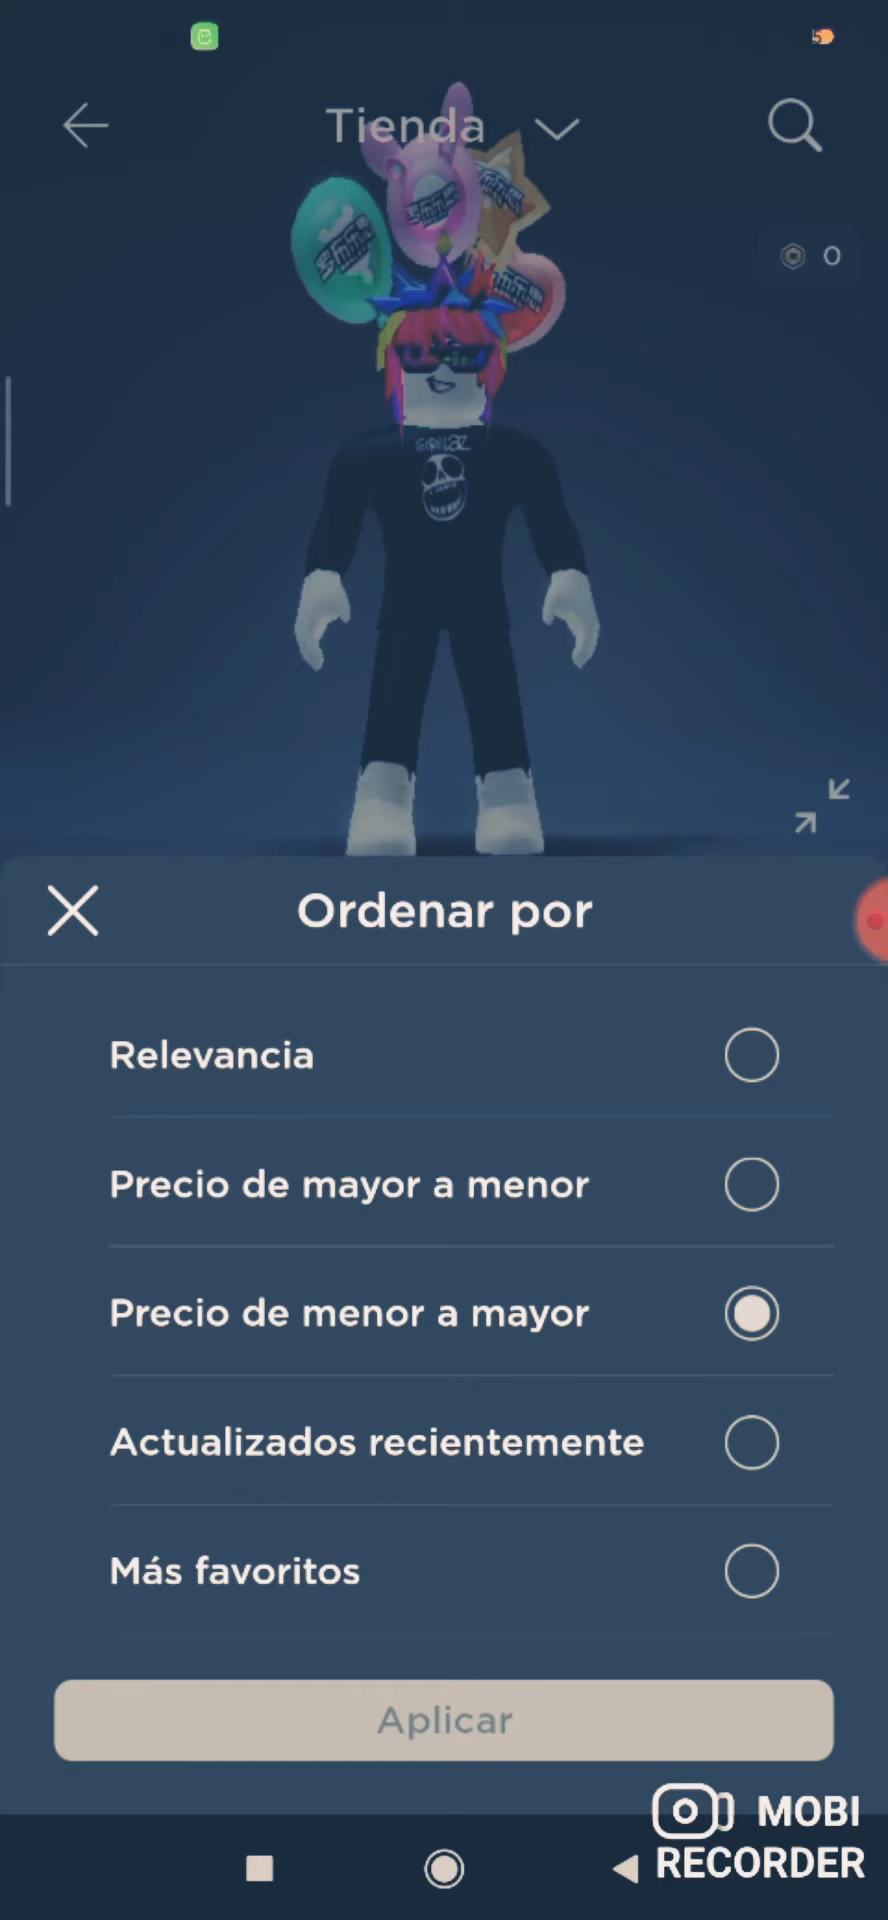 Tienda
0
GORILLAZ
Ordenar por
Relevancia
Precio de mayor a menor
Precio de menor a mayor
Actualizados recientemente
Más favoritos
Aplicar
MOBI
RECORDER